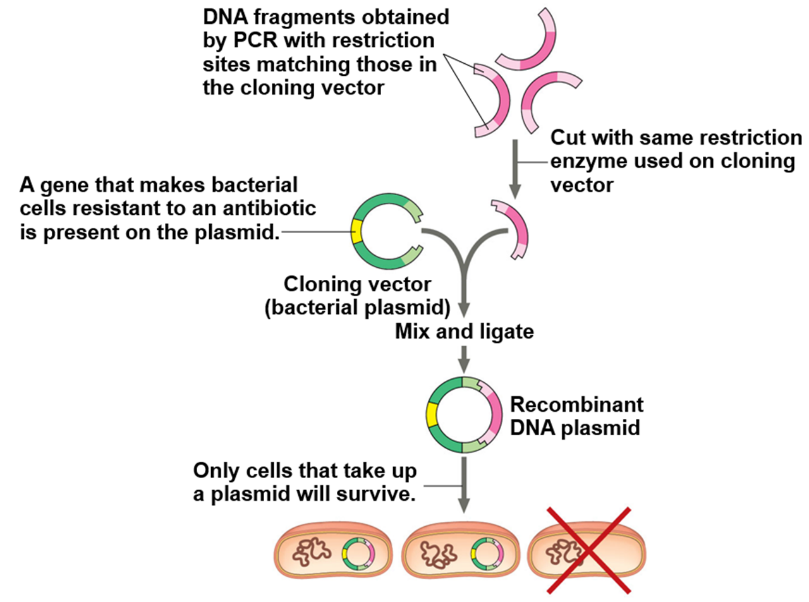 DNA fragments obtained
by PCR with restriction
sites matching those in
the cloning vector
Cut with same restriction
enzyme used on cloning
vector
A gene that makes bacterial
cells resistant to an antibiotic
is present on the plasmid.
Cloning vector
(bacterial plasmid)
Mix and ligate
Recombinant
DNA plasmid
Only cells that take up
a plasmid will survive.